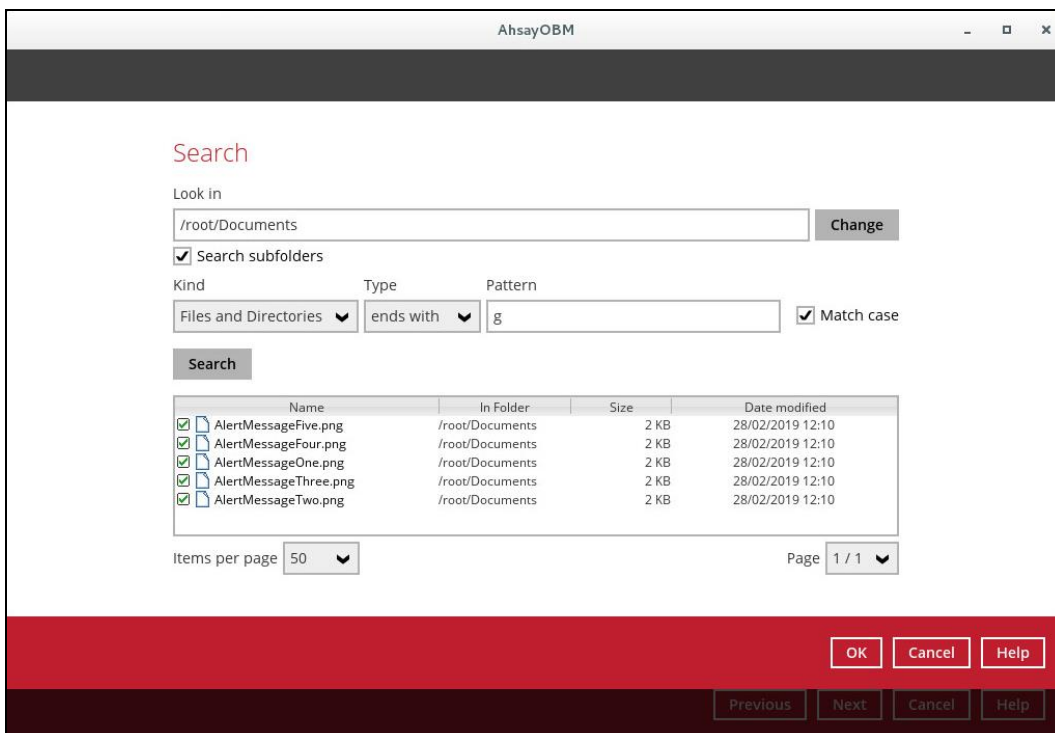 AhsayOBM
Search
Look in
/root/Documents
Change
Search subfolders
Kind Type Pattern
Files and Directories ends with g Match case
Search
Name In Folder Size Date modified
AlertMessageFive.png /root/Documents 2 KB 28/02/2019 12:10
AlertMessageFour.png /root/Documents 2 KB 28/02/2019 12:10
AlertMessageOne.png /root/Documents 2 KB 28/02/2019 12:10
AlertMessageThree.png /root/Documents 2 KB 28/02/2019 12:10
AlertMessageTwo.png /root/Documents 2 KB 28/02/2019 12:10
Items per page 50 Page 1 / 1
OK Cancel Help
Previous Next Cancel Help